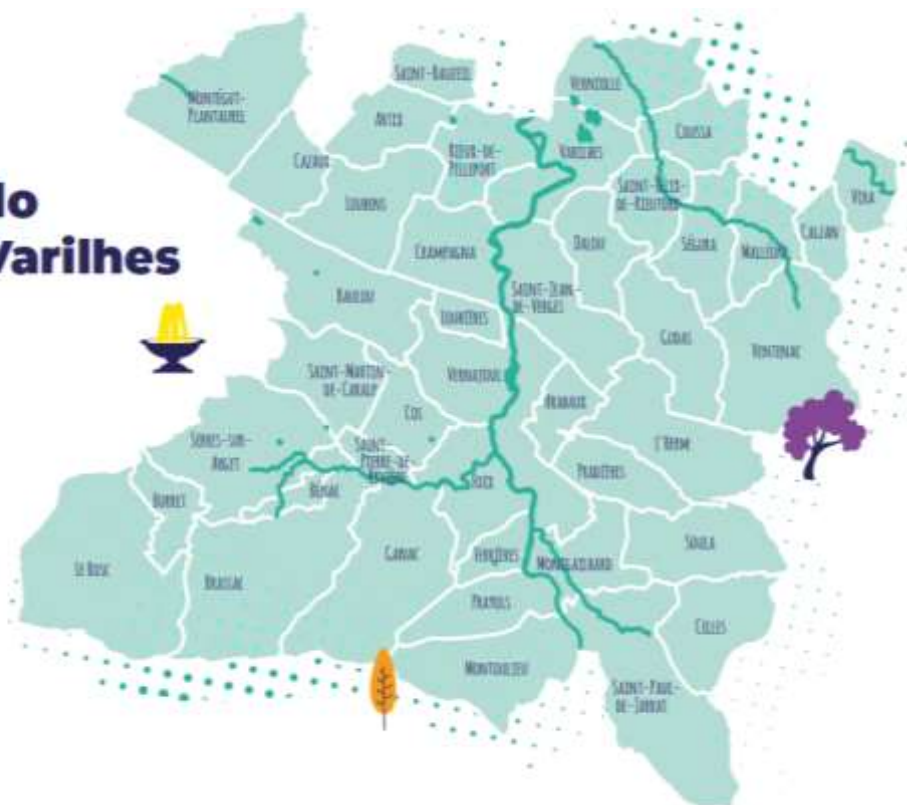 lo
Varilhes
MONTÉGUT-
PLANTAUREL
SAINT-BAUZEIL
VERNIOLLE
ARTIX
COUSSA
CAZAUX
RIEUX-DE-
PELLEPORT
VARILHES
LOUBENS
SAINT-FÉLIX-
DE-RIEUTORD
VIRA
CALZAN
CRAMPAGNA
DALOU
SÉGURA
MALLÉON
BAULOU
SAINT-JEAN-
DE-VERGES
LOUBIÈRES
GUDAS
VENTENAC
SAINT-MARTIN-
DE-CARALP
VERNAJOUL
COS
ARABAUX
SERRES-SUR-
ARGET
SAINT-
PIERRE-DE-
RIVIÈRE
L'HERM
PRADIÈRES
BURRET
BÉNAC
FOIX
LE BOSC
BRASSAC
GANAC
FERRIÈRES
MONTGAILHARD
SOULA
PRAYOLS
CELLES
MONTOULIEU
SAINT-PAUL-
DE-JARRAT